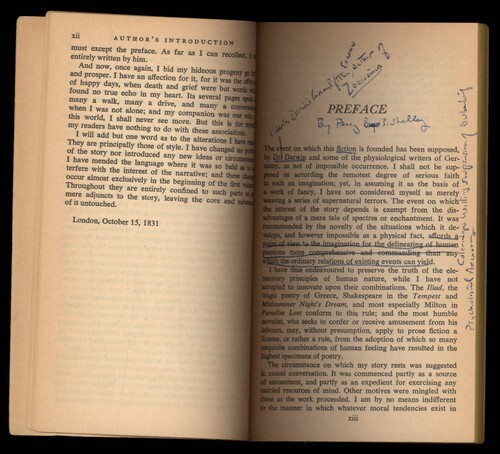 xii
AUTHOR'S INTRODUCTION
must except the preface. As far as I can recollect, it
entirely written by him.
And now, once again, I bid my hideous progeny go
and prosper. I have an affection for it, for it was the
of happy days, when death and grief were but words
found no true echo in my heart. Its several pages speak
many a walk, many a drive, and many a conversa
when I was not alone; and my companion was one
this world, I shall never see more. But this is for
my readers have nothing to do with these associations.
I will add but one word as to the alterations I have
They are principally those of style. I have changed no
of the story nor introduced any new ideas or circums
I have mended the language where it was so bald as to
terfere with the interest of the narrative; and these
occur almost exclusively in the beginning of the first
Throughout they are entirely confined to such parts as
mere adjuncts to the story, leaving the core and subs
of it untouched.
London, October 15, 1831
Erasmus
grandfather
Zoonomia
PREFACE
By Percy Shelley
The event on which this fiction is founded has been supposed,
by Dr. Darwin and some of the physiological writers of Ger-
many, as not of impossible occurrence. I shall not be sup-
posed as according the remotest degree of serious faith
to such an imagination; yet, in assuming it as the basis of
a work of fancy, I have not considered myself as merely
weaving a series of supernatural terrors. The event on which
the interest of the story depends is exempt from the dis-
advantages of a mere tale of spectres or enchantment. It was
recommended by the novelty of the situations which it de-
velops, and however impossible as a physical fact, affords a
point of view to the imagination for the delineating of human
passions more comprehensive and commanding than any
which the ordinary relations of existing events can yield.
I have thus endeavoured to preserve the truth of the ele-
mentary principles of human nature, while I have not
scrupled to innovate upon their combinations. The Iliad, the
tragic poetry of Greece, Shakespeare in the Tempest and
Midsummer Night's Dream, and most especially Milton in
Paradise Lost conform to this rule; and the most humble
novelist, who seeks to confer or receive amusement from his
labours, may, without presumption, apply to prose fiction a
license, or rather a rule, from the adoption of which so many
exquisite combinations of human feeling have resulted in the
highest specimens of poetry.
The circumstance on which my story rests was suggested
in casual conversation. It was commenced partly as a source
of amusement, and partly as an expedient for exercising any
untried resources of mind. Other motives were mingled with
these as the work proceeded. I am by no means indifferent
to the manner in which whatever moral tendencies exist in
xiii
Coleridge's Willing Suspension of Disbelief
Psychological